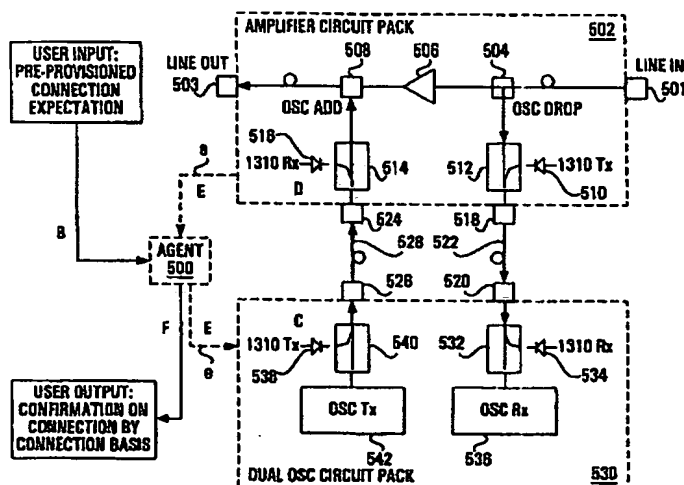 AMPLIFIER CIRCUIT PACK
502
USER INPUT:
PRE-PROVISIONED
CONNECTION
EXPECTATION
LINE OUT
503
508
506
504
LINE IN
501
OSC ADD
OSC DROP
516
1310 Rx
514
512
1310 Tx
510
8
E
D
524
518
B
528
522
AGENT
500
526
520
F
E
8
C
1310 Tx
538
540
532
1310 Rx
534
USER OUTPUT:
CONFIRMATION ON
CONNECTION BY
CONNECTION BASIS
OSC Tx
542
OSC Rx
536
DUAL OSC CIRCUIT PACK
530